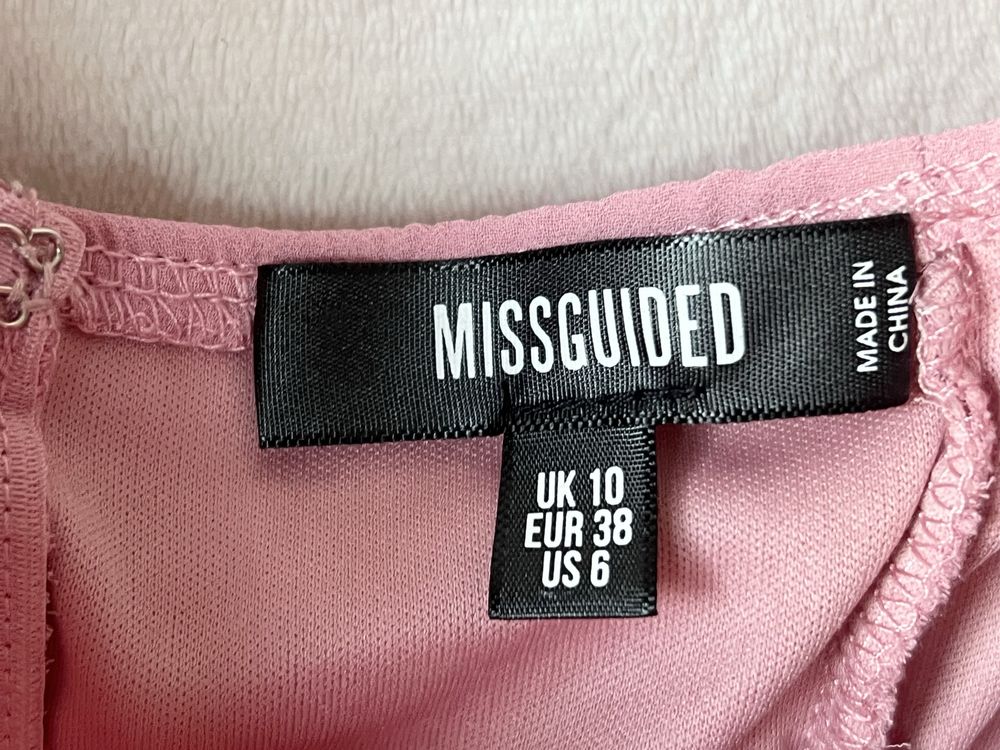 MISSGUIDED
MADE IN
CHINA
UK 10
EUR 38
US 6